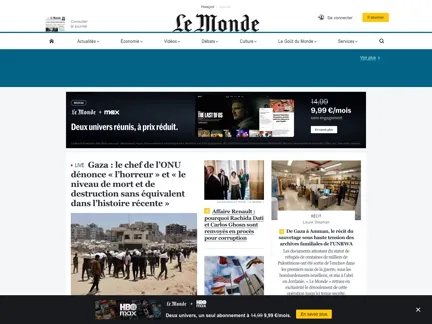 Français
Consulter
le journal
Le Monde
Se connecter
S'abonner
Actualités
Économie
Vidéos
Débats
Culture
Le Goût du Monde
Services
Voir plus
Le Monde + max
Deux univers réunis, à prix réduit.
THE LAST OF US
14,99
9,99 €/mois
sans engagement
En savoir plus
LIVE Gaza : le chef de l'ONU
dénonce « l'horreur » et « le
niveau de mort et de
destruction sans équivalent
dans l'histoire récente »
Affaire Renault :
pourquoi Rachida Dati
et Carlos Ghosn sont
renvoyés en procès
pour corruption
RÉCIT
Laure Stephan
De Gaza à Amman, le récit du
sauvetage sous haute tension des
archives familiales de l'UNRWA
Les documents attestant du statut de
réfugié de centaines de milliers de
Palestiniens ont été sortis de l'enclave
dans les premiers mois de la guerre, sous les
bombardements israéliens, et mis à l'abri
en Jordanie. « Le Monde » retrace en
exclusivité le déroulement de cette
opération
HBO
max
Le Monde + HBO max
Deux univers, un seul abonnement à 14,99 9,99 €/mois.
En savoir plus